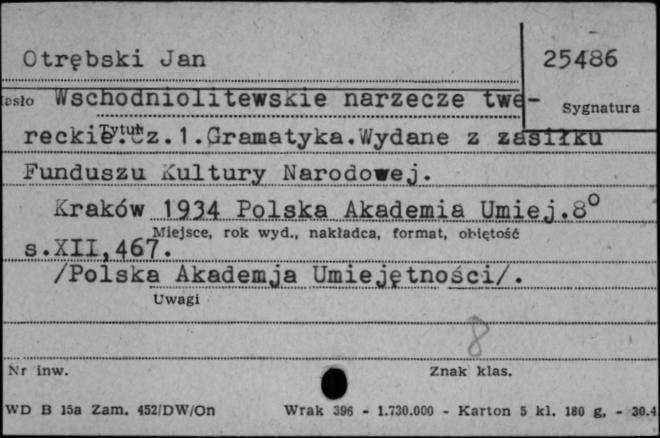 Otrębski Jan
25486
Sygnatura
Hasło Wschodniolitewskie narzecze twe-
Tytuł
reckie.Cz.1.Gramatyka.Wydane z zasiłku
Funduszu Kultury Narodowej.
Kraków 1934 Polska Akademia Umiej.8°
Miejsce, rok wyd., nakładca, format, objętość
s.XII,467.
/Polska Akademja Umiejętności/.
Uwagi
8
Nr inw.
Znak klas.
WD B 15a Zam. 452/DW/On Wrak 396 - 1.730.000 - Karton 5 kl. 180 g, - 30.4